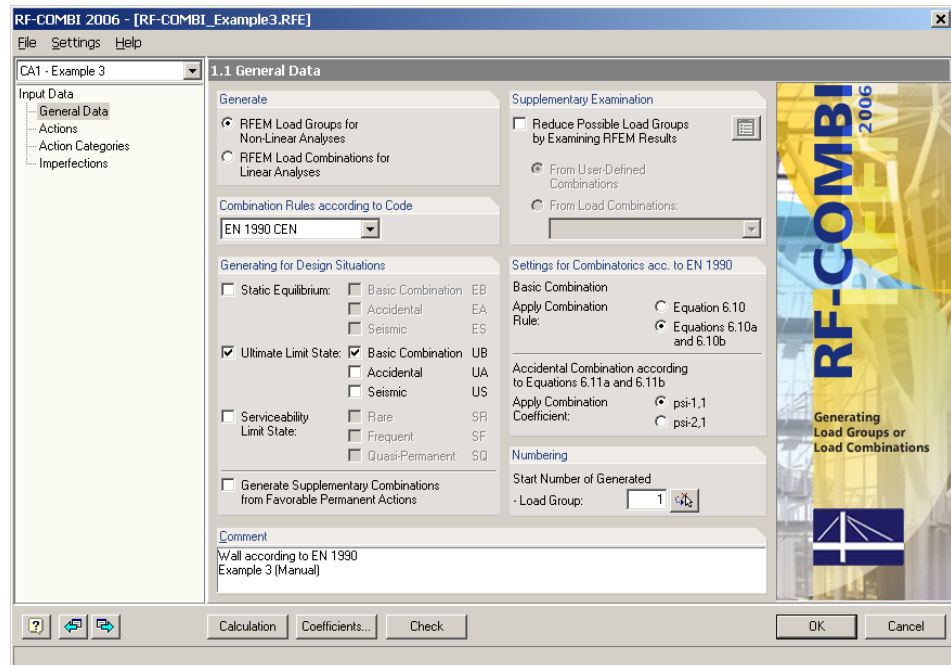 RF-COMBI 2006 - [RF-COMBI_Example3.RFE]
File Settings Help
CA1 - Example 3
Input Data
General Data
Actions
Action Categories
Imperfections
1.1 General Data
Generate
RFEM Load Groups for
Non-Linear Analyses
RFEM Load Combinations for
Linear Analyses
Combination Rules according to Code
EN 1990 CEN
Generating for Design Situations
Static Equilibrium: Basic Combination EB
Accidental EA
Seismic ES
Ultimate Limit State: Basic Combination UB
Accidental UA
Seismic US
Serviceability
Limit State:
Rare SR
Frequent SF
Quasi-Permanent SQ
Generate Supplementary Combinations
from Favorable Permanent Actions
Supplementary Examination
Reduce Possible Load Groups
by Examining RFEM Results
From User-Defined
Combinations
From Load Combinations:
Settings for Combinatorics acc. to EN 1990
Basic Combination
Apply Combination
Rule:
Equation 6.10
Equations 6.10a
and 6.10b
Accidental Combination according
to Equations 6.11a and 6.11b
Apply Combination
Coefficient:
psi-1,1
psi-2,1
Numbering
Start Number of Generated
- Load Group: 1
Comment
Wall according to EN 1990
Example 3 (Manual)
RF-COMBI
2006
RFEM
Generating
Load Groups or
Load Combinations
Calculation Coefficients... Check OK Cancel